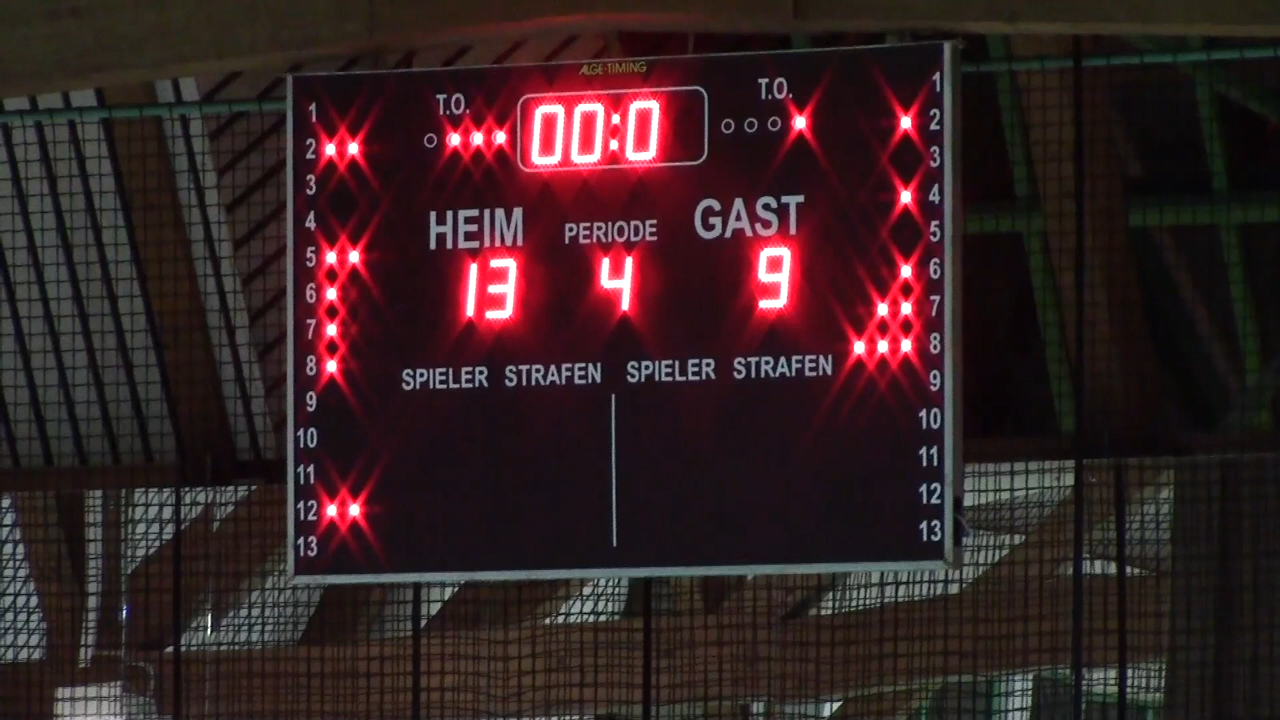 ALGE-TIMING
T.O. 00:0 T.O.
HEIM PERIODE GAST
13 4 9
SPIELER STRAFEN SPIELER STRAFEN
1 1
2 2
3 3
4 4
5 5
6 6
7 7
8 8
9 9
10 10
11 11
12 12
13 13